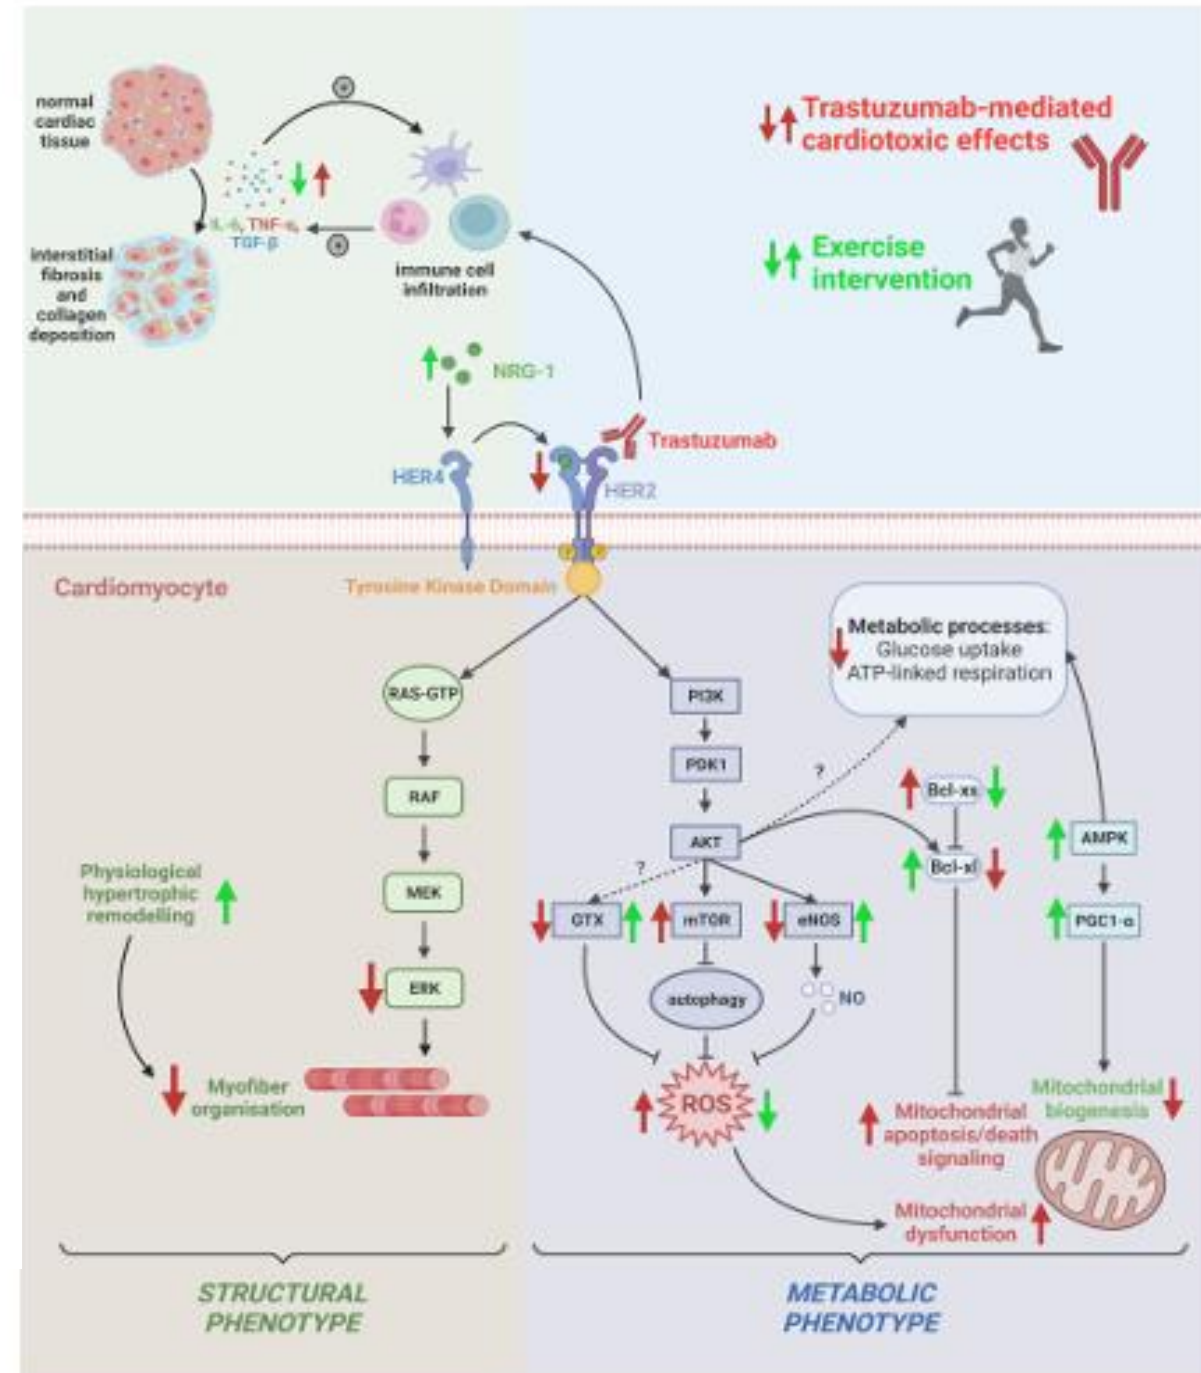 normal
cardiac
tissue
IL-6, TNF-α,
TGF-β
interstitial
fibrosis
and
collagen
deposition
immune cell
infiltration
Trastuzumab-mediated
cardiotoxic effects
Exercise
intervention
NRG-1
HER4
Trastuzumab
HER2
Cardiomyocyte
Tyrosine Kinase Domain
P
P
Metabolic processes:
Glucose uptake
ATP-linked respiration
RAS-GTP
RAF
MEK
ERK
Physiological
hypertrophic
remodelling
Myofiber
organisation
PI3K
PDK1
AKT
?
?
GTX
mTOR
eNOS
autophagy
NO
ROS
Bcl-xs
Bcl-xl
AMPK
PGC1-α
Mitochondrial
biogenesis
Mitochondrial
apoptosis/death
signaling
Mitochondrial
dysfunction
STRUCTURAL
PHENOTYPE
METABOLIC
PHENOTYPE